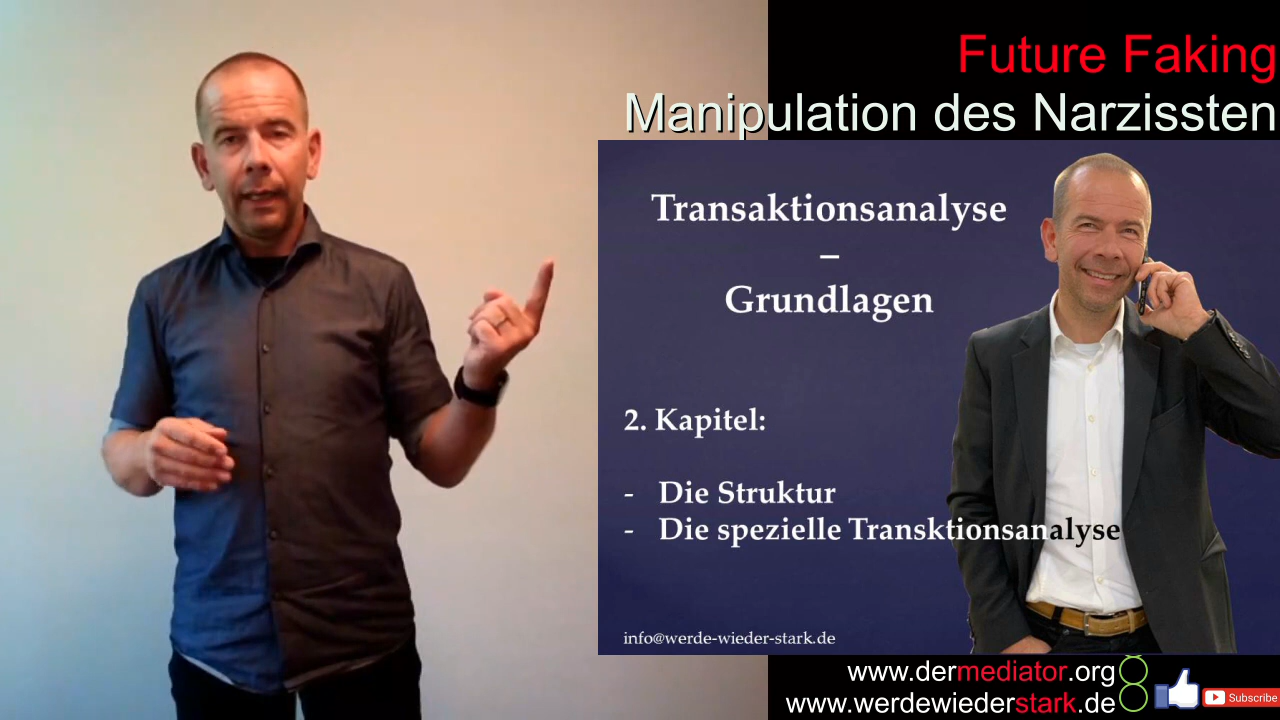 Future Faking
Manipulation des Narzissten
Transaktionsanalyse
–
Grundlagen
2. Kapitel:
- Die Struktur
- Die spezielle Transktionsanalyse
info@werde-wieder-stark.de
www.dermediator.org
www.werdewiederstark.de
Subscribe